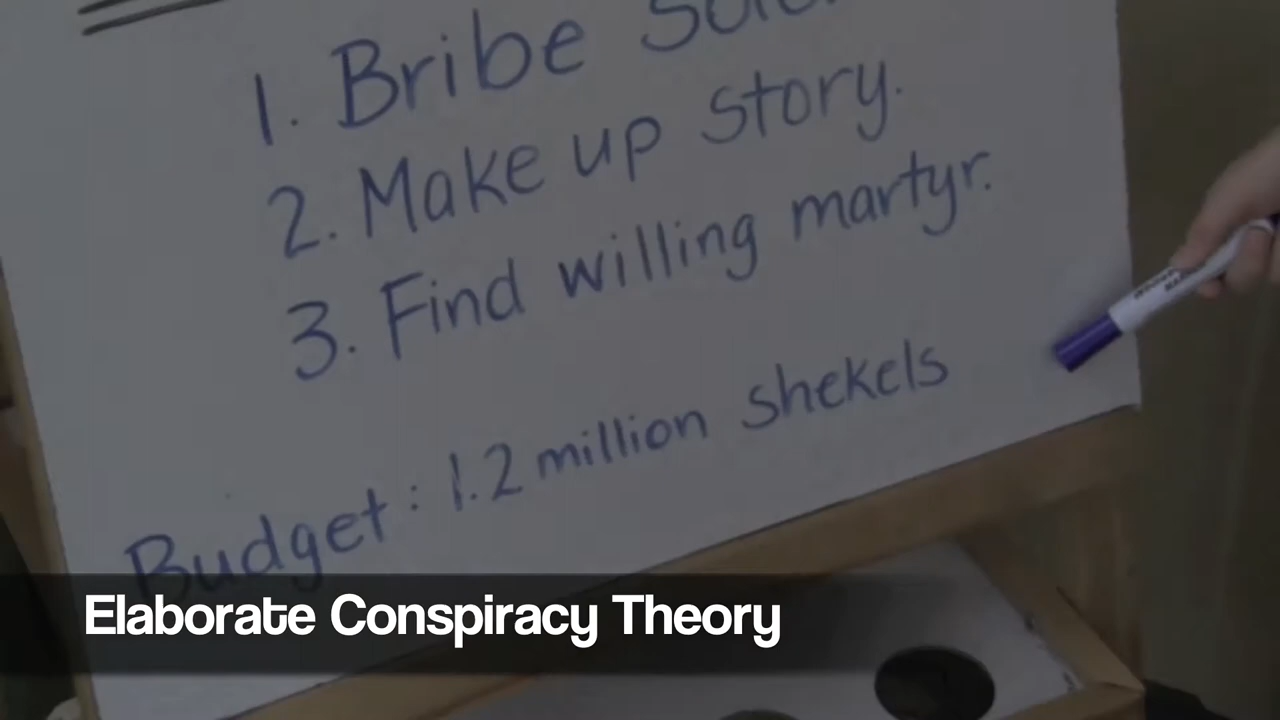 1. Bribe
2. Make up story.
3. Find willing martyr.
Budget: 1.2 million shekels
Elaborate Conspiracy Theory